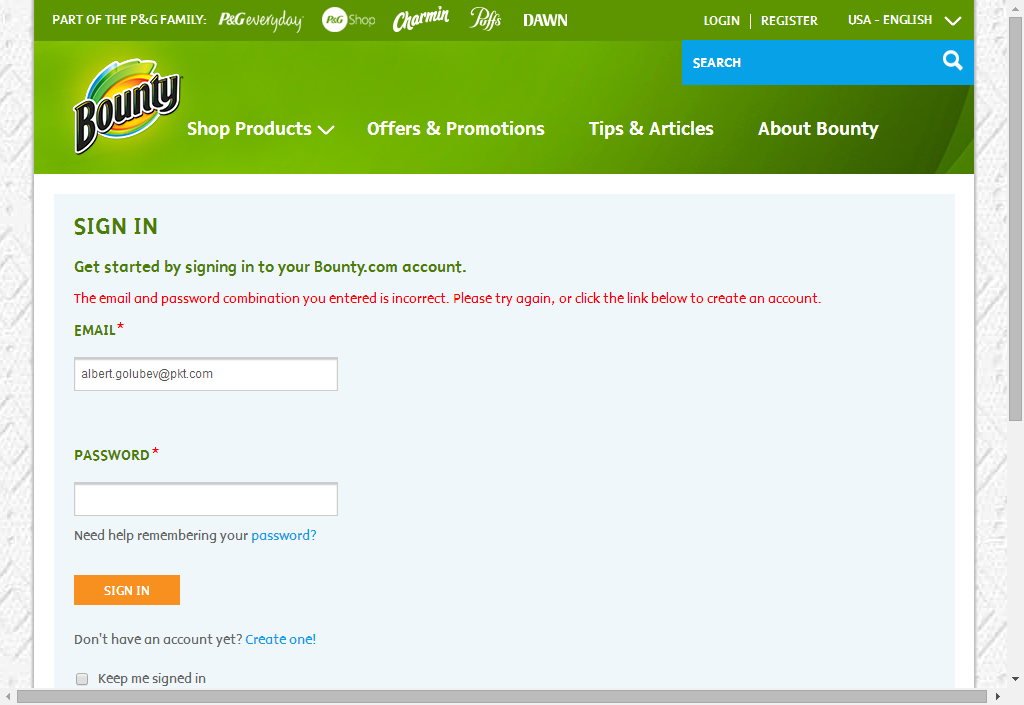 PART OF THE P&G FAMILY: P&G everyday P&G Shop Charmin Puffs DAWN LOGIN REGISTER USA - ENGLISH
SEARCH
Bounty
Shop Products Offers & Promotions Tips & Articles About Bounty
SIGN IN
Get started by signing in to your Bounty.com account.
The email and password combination you entered is incorrect. Please try again, or click the link below to create an account.
EMAIL*
albert.golubev@pkt.com
PASSWORD*
Need help remembering your password?
SIGN IN
Don't have an account yet? Create one!
Keep me signed in